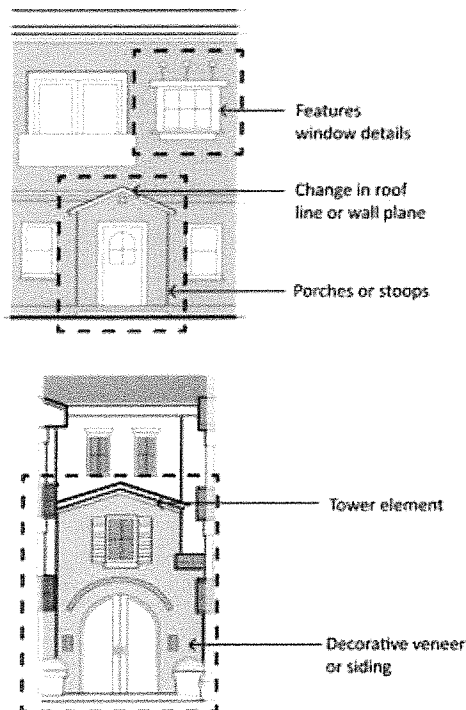 Features
window details
Change in roof
line or wall plane
Porches or stoops
Tower element
Decorative veneer
or siding